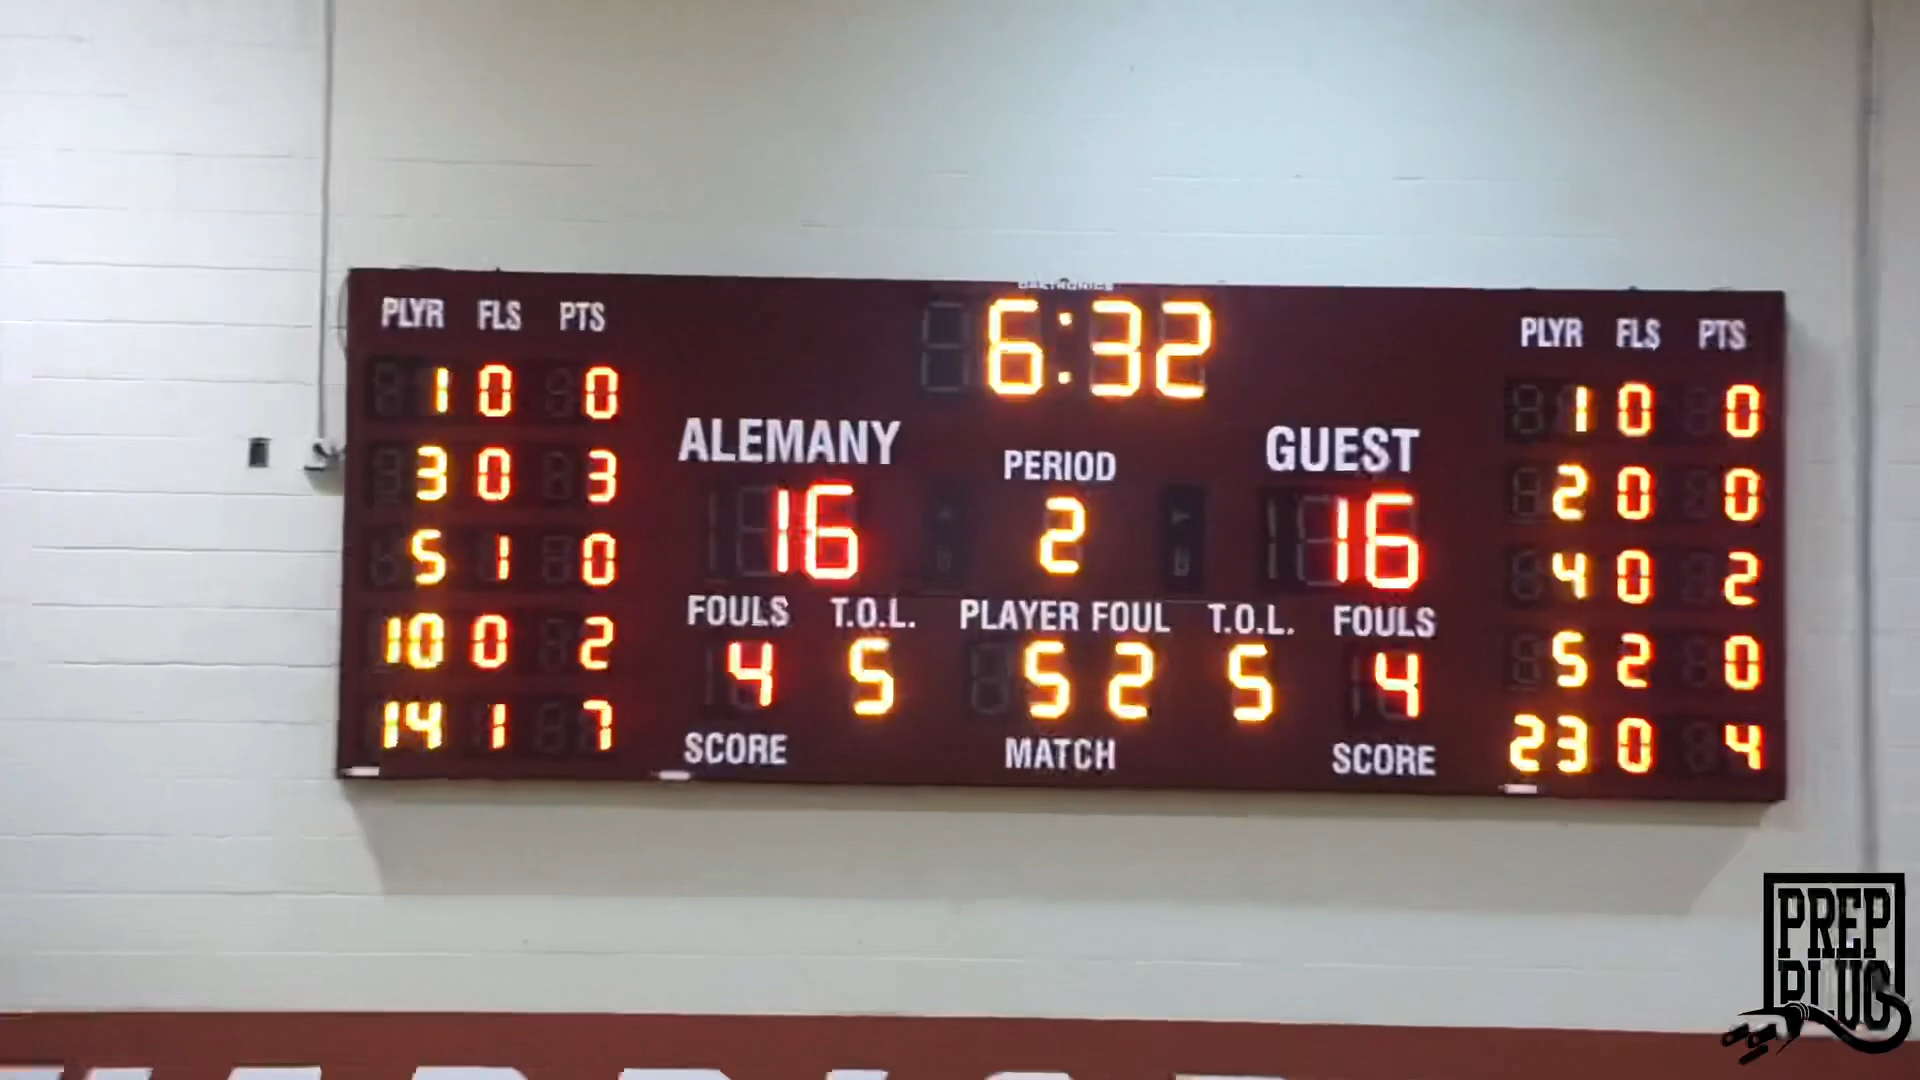 DAKTRONICS
6:32
PLYR FLS PTS
1 0 0
3 0 3
5 1 0
10 0 2
14 1 7
ALEMANY
16
FOULS T.O.L.
4 5
SCORE
PERIOD
2
PLAYER FOUL
5 2
MATCH
GUEST
16
T.O.L. FOULS
5 4
SCORE
PLYR FLS PTS
1 0 0
2 0 0
4 0 2
5 2 0
23 0 4
PREP
PLUG